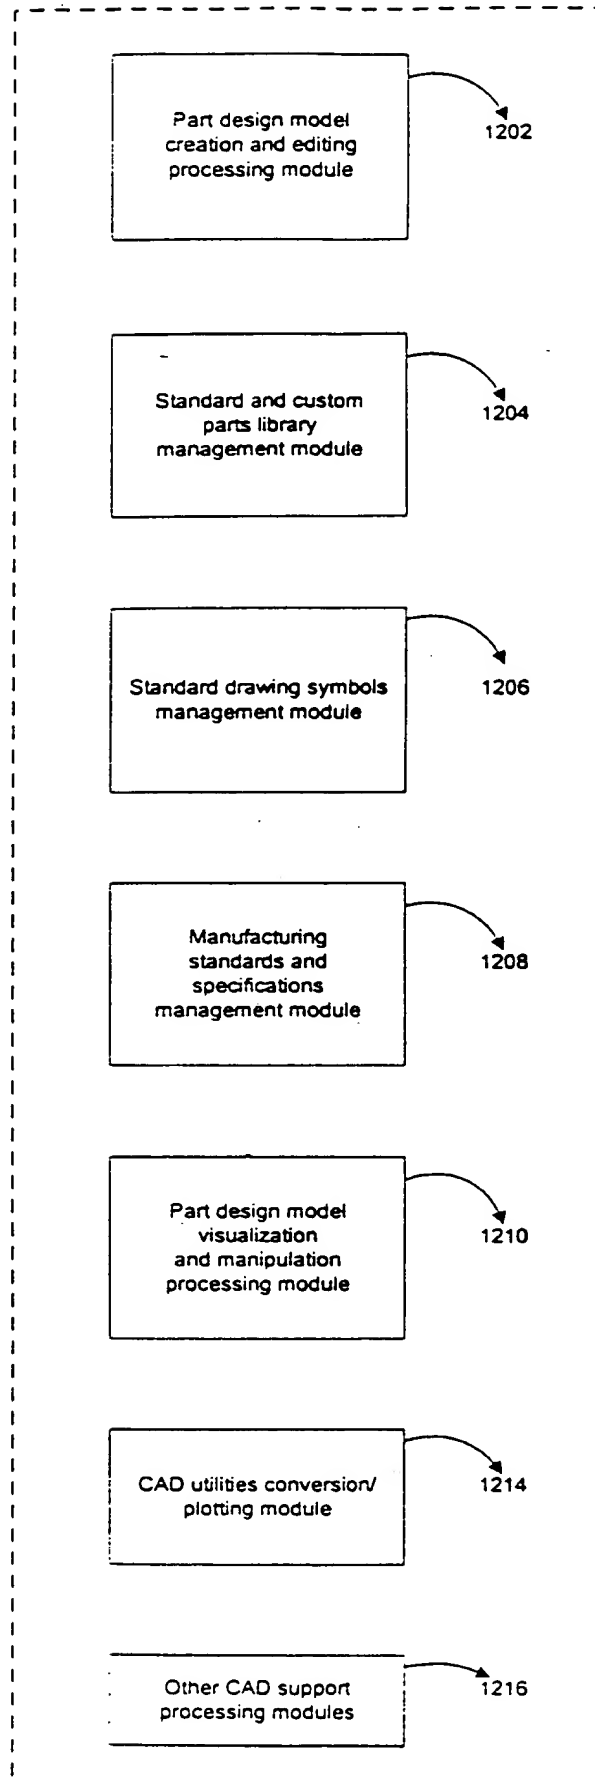 Part design model
creation and editing
processing module
1202
Standard and custom
parts library
management module
1204
Standard drawing symbols
management module
1206
Manufacturing
standards and
specifications
management module
1208
Part design model
visualization
and manipulation
processing module
1210
CAD utilities conversion/
plotting module
1214
Other CAD support
processing modules
1216